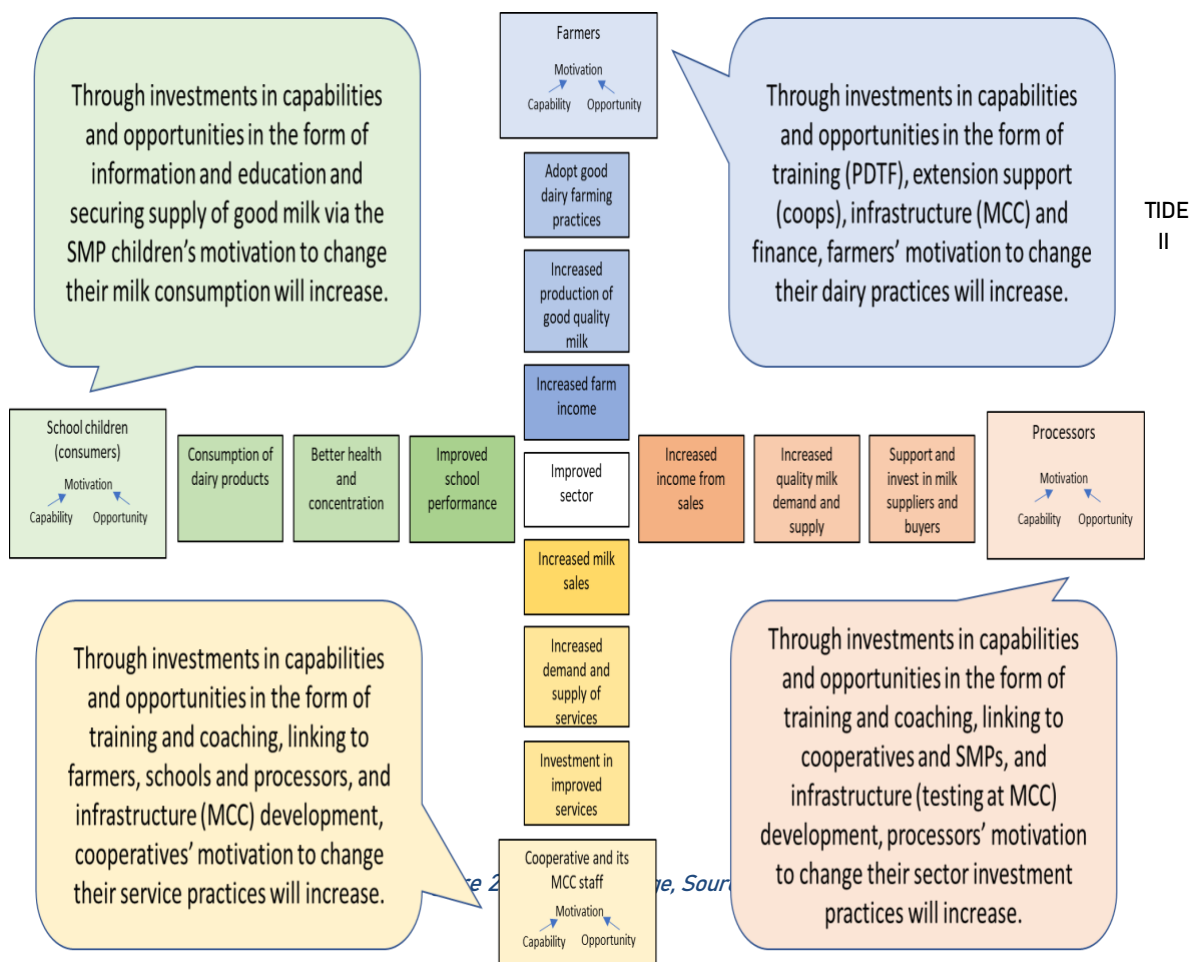 Through investments in capabilities
and opportunities in the form of
information and education and
securing supply of good milk via the
SMP children’s motivation to change
their milk consumption will increase.
Farmers
Motivation
Capability Opportunity
Through investments in capabilities
and opportunities in the form of
training (PDTF), extension support
(coops), infrastructure (MCC) and
finance, farmers’ motivation to change
their dairy practices will increase.
TIDE
II
Adopt good
dairy farming
practices
Increased
production of
good quality
milk
Increased farm
income
School children
(consumers)
Motivation
Capability Opportunity
Consumption of
dairy products
Better health
and
concentration
Improved
school
performance
Improved
sector
Increased
income from
sales
Increased
quality milk
demand and
supply
Support and
invest in milk
suppliers and
buyers
Processors
Motivation
Capability Opportunity
Increased milk
sales
Increased
demand and
supply of
services
Investment in
improved
services
Through investments in capabilities
and opportunities in the form of
training and coaching, linking to
farmers, schools and processors, and
infrastructure (MCC) development,
cooperatives’ motivation to change
their service practices will increase.
Cooperative and its
MCC staff
Motivation
Capability Opportunity
Through investments in capabilities
and opportunities in the form of
training and coaching, linking to
cooperatives and SMPs, and
infrastructure (testing at MCC)
development, processors’ motivation
to change their sector investment
practices will increase.